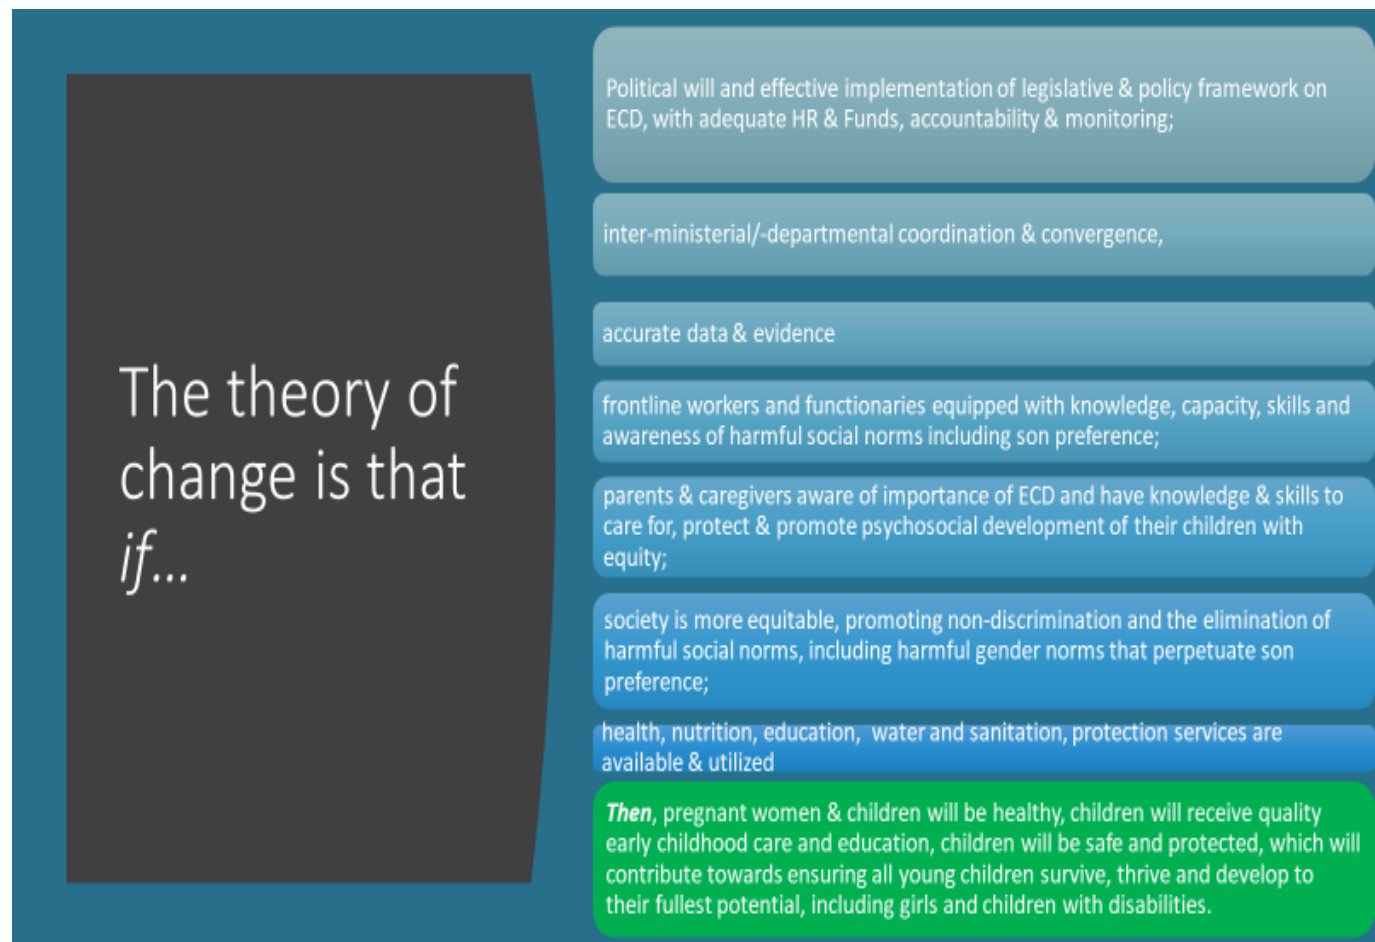 The theory of
change is that
if...
Political will and effective implementation of legislative & policy framework on
ECD, with adequate HR & Funds, accountability & monitoring;
inter-ministerial/-departmental coordination & convergence,
accurate data & evidence
frontline workers and functionaries equipped with knowledge, capacity, skills and
awareness of harmful social norms including son preference;
parents & caregivers aware of importance of ECD and have knowledge & skills to
care for, protect & promote psychosocial development of their children with
equity;
society is more equitable, promoting non-discrimination and the elimination of
harmful social norms, including harmful gender norms that perpetuate son
preference;
health, nutrition, education, water and sanitation, protection services are
available & utilized
Then, pregnant women & children will be healthy, children will receive quality
early childhood care and education, children will be safe and protected, which will
contribute towards ensuring all young children survive, thrive and develop to
their fullest potential, including girls and children with disabilities.